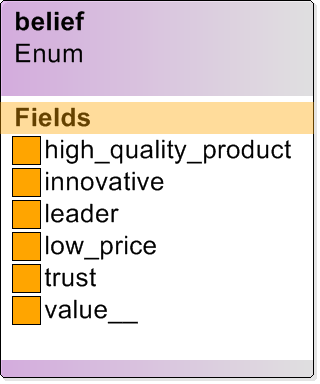 belief
Enum
Fields
high_quality_product
innovative
leader
low_price
trust
value__